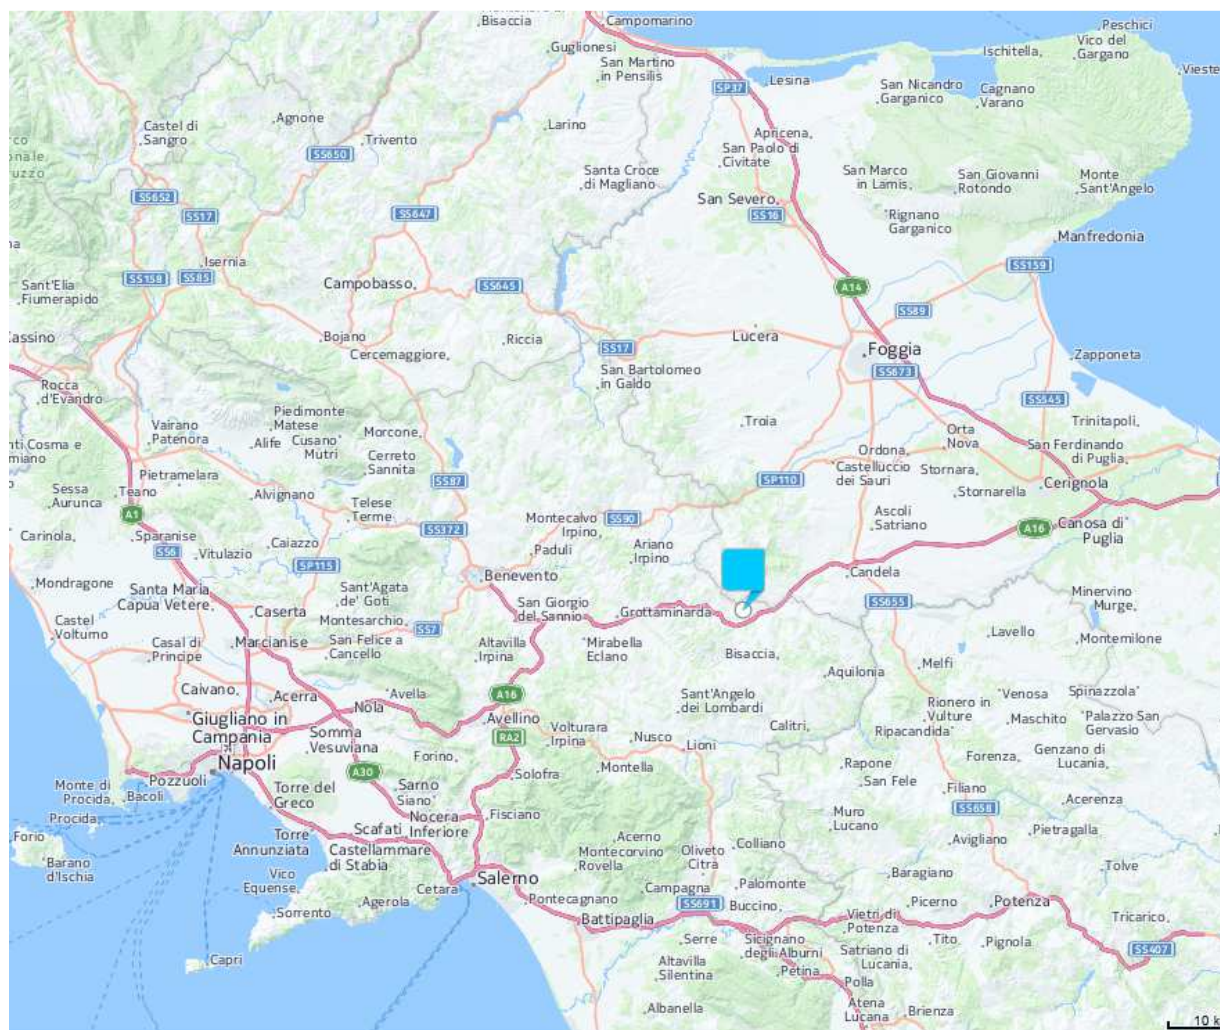 Bisaccia
Campomarino
Peschici
Guglionesi
Ischitella
Vico del
Gargano
San Martino
in Pensilis
Vieste
Lesina
SP37
San Nicandro
Garganico
Cagnano
Varano
Castel di
Sangro
Agnone
Trivento
Larino
Apricena
San Paolo di
Civitate
SS650
Santa Croce
di Magliano
San Marco
in Lamis
San Giovanni
Rotondo
Monte
Sant'Angelo
SS652
SS17
SS647
San Severo
SS16
Rignano
Garganico
Manfredonia
Isernia
SS158
SS85
Campobasso
SS645
SS159
Sant'Elia
Fiumerapido
A14
SS89
Cassino
Bojano
Cercemaggiore
Riccia
SS17
Lucera
Foggia
Zapponeta
San Bartolomeo
in Galdo
SS673
Rocca
d'Evandro
SS545
Vairano
Patenora
Piedimonte
Matese
Alife
Cusano
Mutri
Morcone
Troia
Orta
Nova
Trinitapoli
nti Cosma e
miano
Cerreto
Sannita
Ordona
San Ferdinando
di Puglia
Pietramelara
SS87
SP110
Castelluccio
dei Sauri
Stornara
Cerignola
Sessa
Aurunca
Teano
Alvignano
Telese
Terme
Stornarella
A1
SS372
Montecalvo
Irpino
SS90
Ascoli
Satriano
A16
Canosa di
Puglia
Carinola
Sparanise
SS6
Vitulazio
Caiazzo
Paduli
Ariano
Irpino
SP115
Benevento
Candela
Mondragone
Santa Maria
Capua Vetere
Sant'Agata
de' Goti
Minervino
Murge
Caserta
San Giorgio
del Sannio
Grottaminarda
SS655
Castel
Volturno
Montesarchio
SS7
Lavello
Montemilone
Casal di
Principe
Marcianise
San Felice a
Cancello
Altavilla
Irpina
Mirabella
Eclano
Bisaccia
Aquilonia
Melfi
Caivano
Acerra
Avella
A16
Sant'Angelo
dei Lombardi
Venosa
Spinazzola
Nola
Rionero in
Vulture
Giugliano in
Campania
Avellino
Calitri
Maschito
Palazzo San
Gervasio
Somma
Vesuviana
RA2
Volturara
Irpina
Nusco
Lioni
Ripacandida
Forino
Forenza
Genzano di
Lucania
Napoli
A30
Solofra
Montella
Rapone
San Fele
Monte di
Procida
Pozzuoli
Bacoli
Torre del
Greco
Sarno
Siano
Filiano
Acerenza
Procida
Nocera
Inferiore
Fisciano
Muro
Lucano
SS658
Forio
Torre
Annunziata
Scafati
Acerno
Colliano
Avigliano
Pietragalla
Barano
d'Ischia
Castellammare
di Stabia
Montecorvino
Rovella
Oliveto
Citra
Tolve
Vico
Equense
Cetara
Salerno
Campagna
Palomonte
Baragiano
Sorrento
Agerola
Pontecagnano
SS691
Buccino
Picerno
Potenza
Battipaglia
Vietri di
Potenza
Tricarico
Serre
Sicignano
degli Alburni
Tito
Pignola
SS407
Capri
Altavilla
Silentina
Petina
Satriano di
Lucania
Polla
Albanella
Atena
Lucana
Brienza
10 k